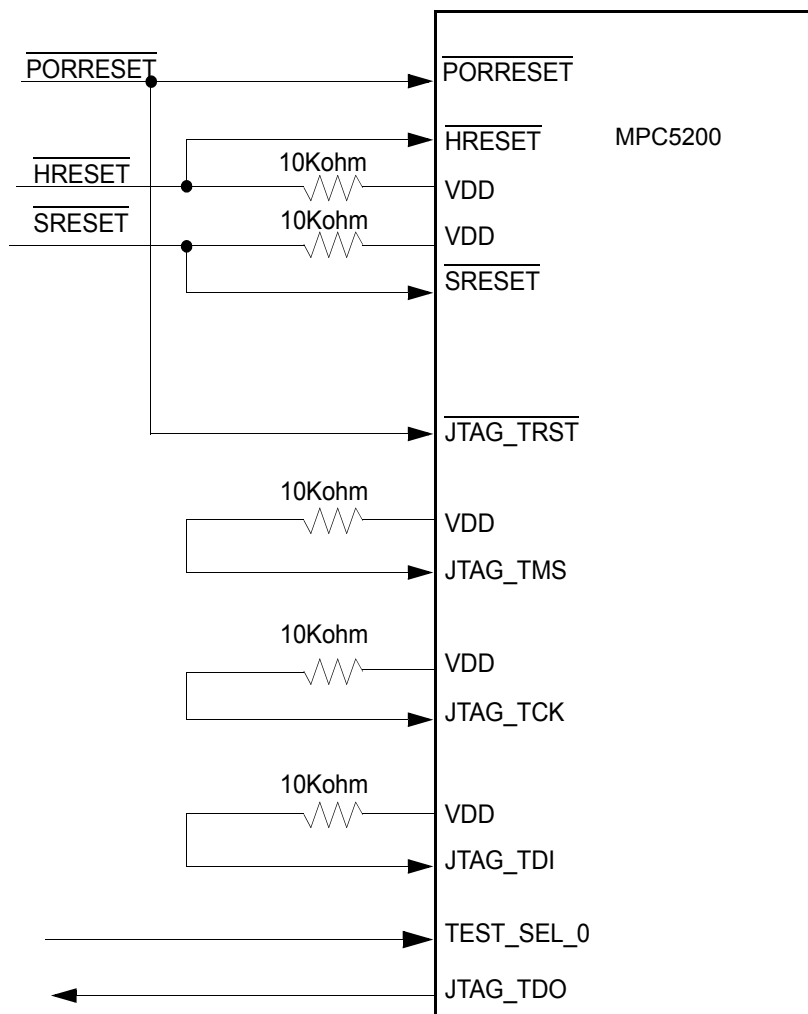 PORRESET
PORRESET
HRESET
MPC5200
HRESET
10Kohm
VDD
SRESET
10Kohm
VDD
SRESET
JTAG_TRST
10Kohm
VDD
JTAG_TMS
10Kohm
VDD
JTAG_TCK
10Kohm
VDD
JTAG_TDI
TEST_SEL_0
JTAG_TDO